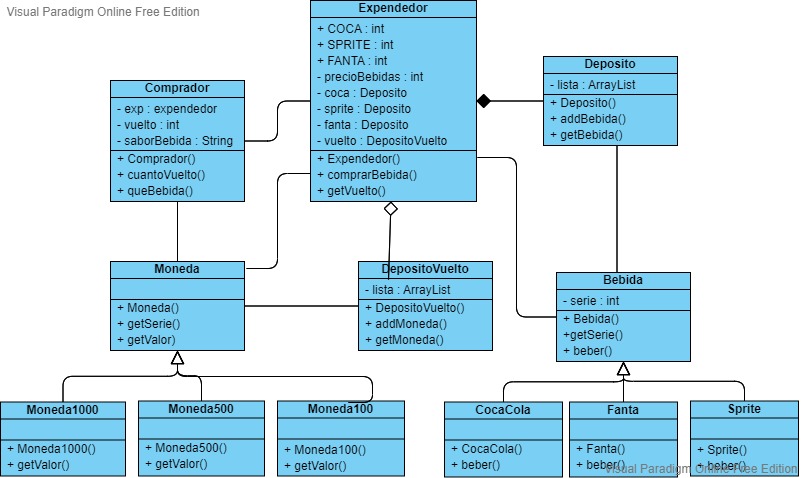 Visual Paradigm Online Free Edition
Expendedor
+ COCA : int
+ SPRITE : int
+ FANTA : int
- precioBebidas : int
- coca : Deposito
- sprite : Deposito
- fanta : Deposito
- vuelto : DepositoVuelto
+ Expendedor()
+ comprarBebida()
+ getVuelto()
Comprador
- exp : expendedor
- vuelto : int
- saborBebida : String
+ Comprador()
+ cuantoVuelto()
+ queBebida()
Deposito
- lista : ArrayList
+ Deposito()
+ addBebida()
+ getBebida()
Moneda
+ Moneda()
+ getSerie()
+ getValor)
DepositoVuelto
- lista : ArrayList
+ DepositoVuelto()
+ addMoneda()
+ getMoneda()
Bebida
- serie : int
+ Bebida()
+getSerie()
+ beber()
Moneda1000
+ Moneda1000()
+ getValor()
Moneda500
+ Moneda500()
+ getValor()
Moneda100
+ Moneda100()
+ getValor()
CocaCola
+ CocaCola()
+ beber()
Fanta
+ Fanta()
+ beber()
Sprite
+ Sprite()
+ beber()
Visual Paradigm Online Free Edition